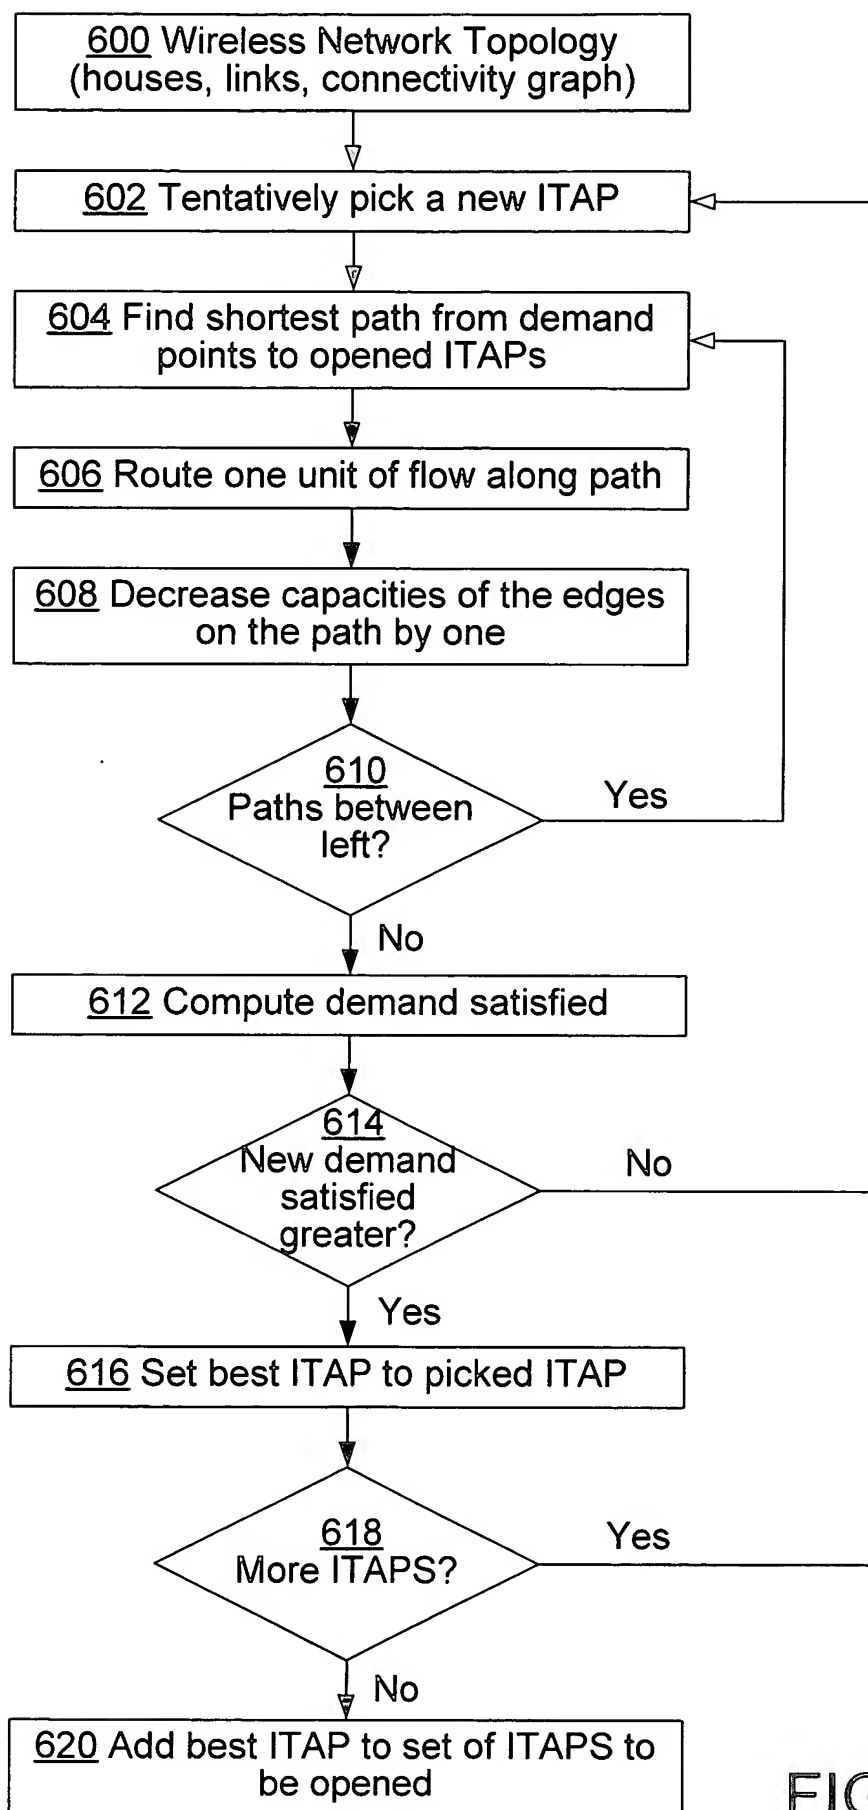 600 Wireless Network Topology
(houses, links, connectivity graph)
602 Tentatively pick a new ITAP
604 Find shortest path from demand
points to opened ITAPs
606 Route one unit of flow along path
608 Decrease capacities of the edges
on the path by one
610
Paths between
left?
Yes
No
612 Compute demand satisfied
614
New demand
satisfied
greater?
No
Yes
616 Set best ITAP to picked ITAP
618
More ITAPS?
Yes
No
620 Add best ITAP to set of ITAPS to
be opened
FIG